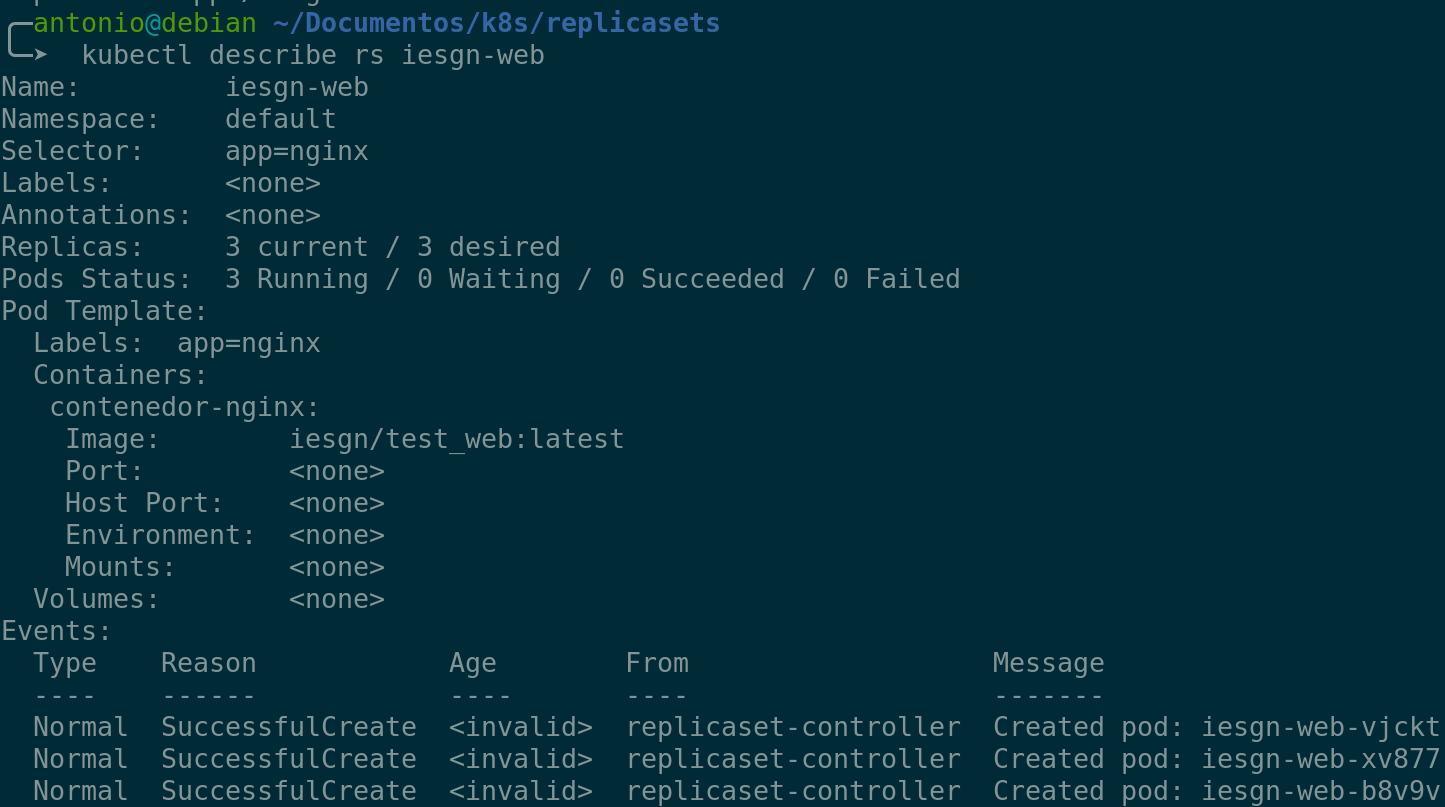 antonio@debian ~/Documentos/k8s/replicasets
➤  kubectl describe rs iesgn-web
Name:         iesgn-web
Namespace:    default
Selector:     app=nginx
Labels:       <none>
Annotations:  <none>
Replicas:     3 current / 3 desired
Pods Status:  3 Running / 0 Waiting / 0 Succeeded / 0 Failed
Pod Template:
  Labels:  app=nginx
  Containers:
   contenedor-nginx:
    Image:        iesgn/test_web:latest
    Port:         <none>
    Host Port:    <none>
    Environment:  <none>
    Mounts:       <none>
  Volumes:        <none>
Events:
  Type    Reason            Age        From                   Message
  ----    ------            ----       ----                   -------
  Normal  SuccessfulCreate  <invalid>  replicaset-controller  Created pod: iesgn-web-vjckt
  Normal  SuccessfulCreate  <invalid>  replicaset-controller  Created pod: iesgn-web-xv877
  Normal  SuccessfulCreate  <invalid>  replicaset-controller  Created pod: iesgn-web-b8v9v